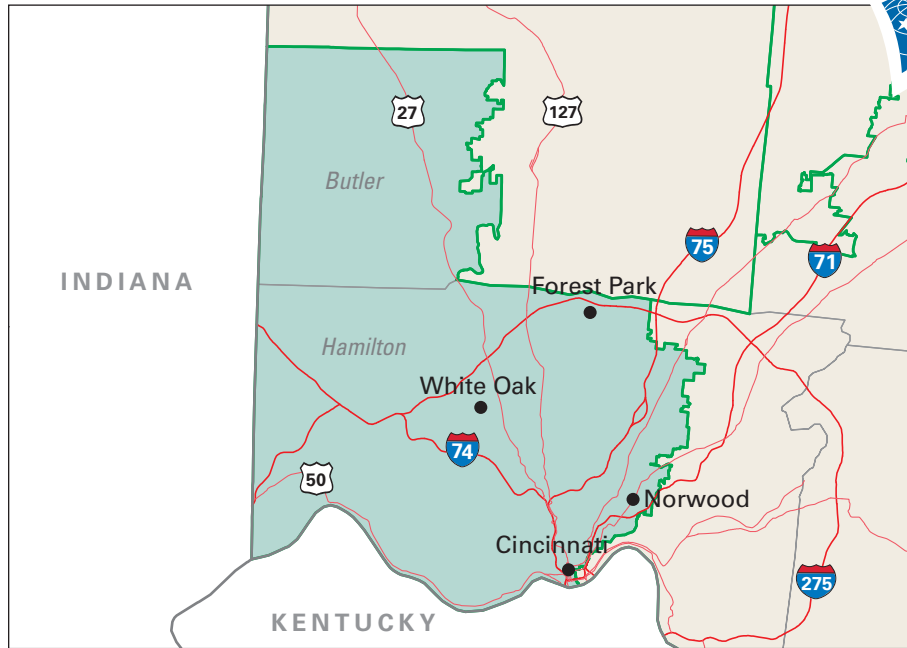 27
127
Butler
75
71
INDIANA
Forest Park
Hamilton
White Oak
74
50
Norwood
Cincinnati
275
KENTUCKY